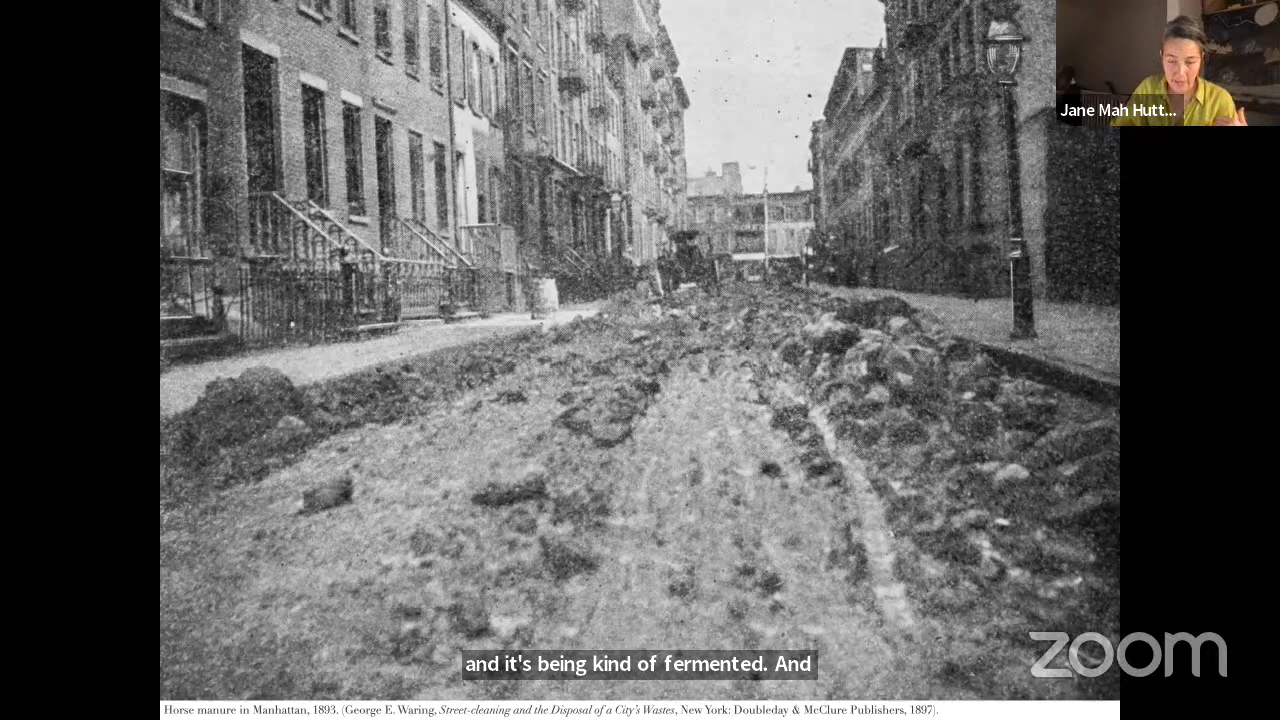 Jane Mah Hutt...
and it's being kind of fermented. And
zoom
Horse manure in Manhattan, 1893. (George E. Waring, Street-cleaning and the Disposal of a City's Wastes, New York: Doubleday & McClure Publishers, 1897).